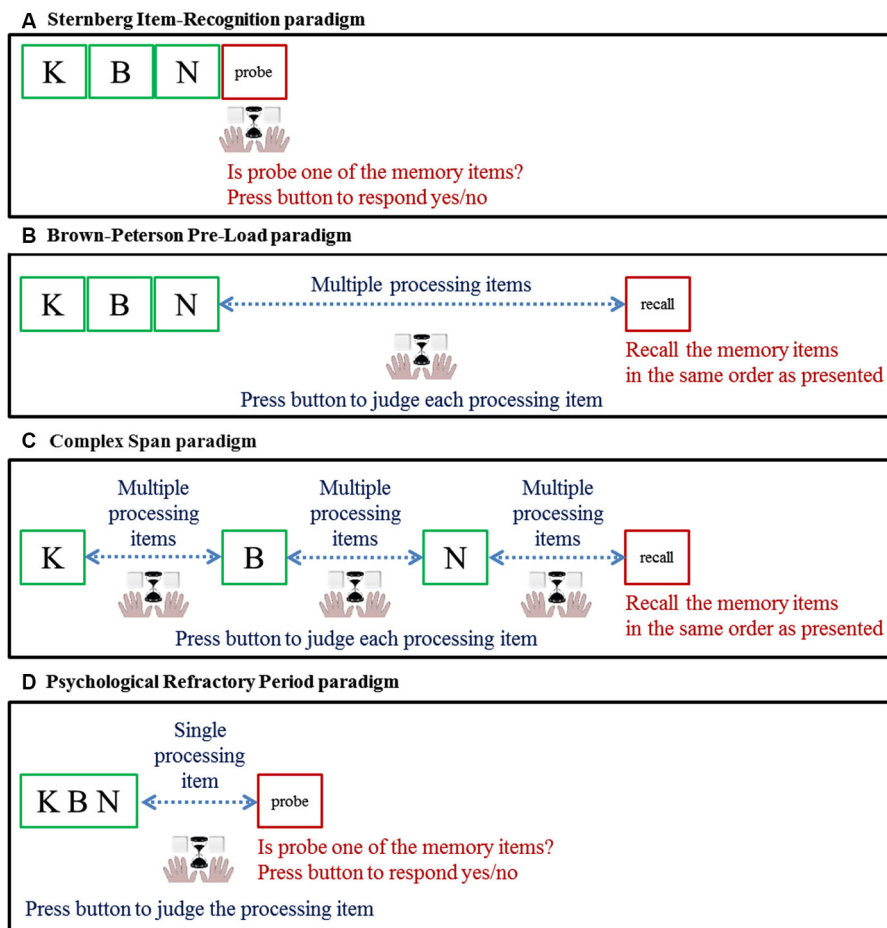 A Sternberg Item-Recognition paradigm
K B N probe
Is probe one of the memory items?
Press button to respond yes/no
B Brown-Peterson Pre-Load paradigm
Multiple processing items
K B N recall
Recall the memory items
in the same order as presented
Press button to judge each processing item
C Complex Span paradigm
Multiple
processing
items
Multiple
processing
items
Multiple
processing
items
K B N recall
Recall the memory items
in the same order as presented
Press button to judge each processing item
D Psychological Refractory Period paradigm
Single
processing
item
K B N probe
Is probe one of the memory items?
Press button to respond yes/no
Press button to judge the processing item